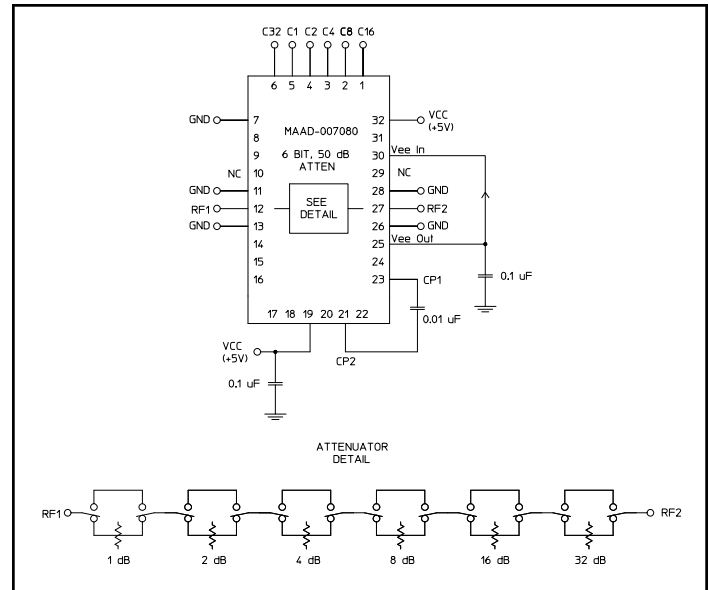 C32 C1 C2 C4 C8 C16
6 5 4 3 2 1
GND 7 32 VCC
(+5V)
MAAD-007080
8 31
6 BIT, 50 dB
ATTEN
9 30 Vee In
NC 10 29 NC
GND 11 28 GND
RF1 12 27 RF2
SEE
DETAIL
GND 13 26 GND
14 25 Vee Out
15 24
16 23 CP1
0.1 uF
17 18 19 20 21 22
0.01 uF
VCC
(+5V)
CP2
0.1 uF
ATTENUATOR
DETAIL
RF1 RF2
1 dB 2 dB 4 dB 8 dB 16 dB 32 dB